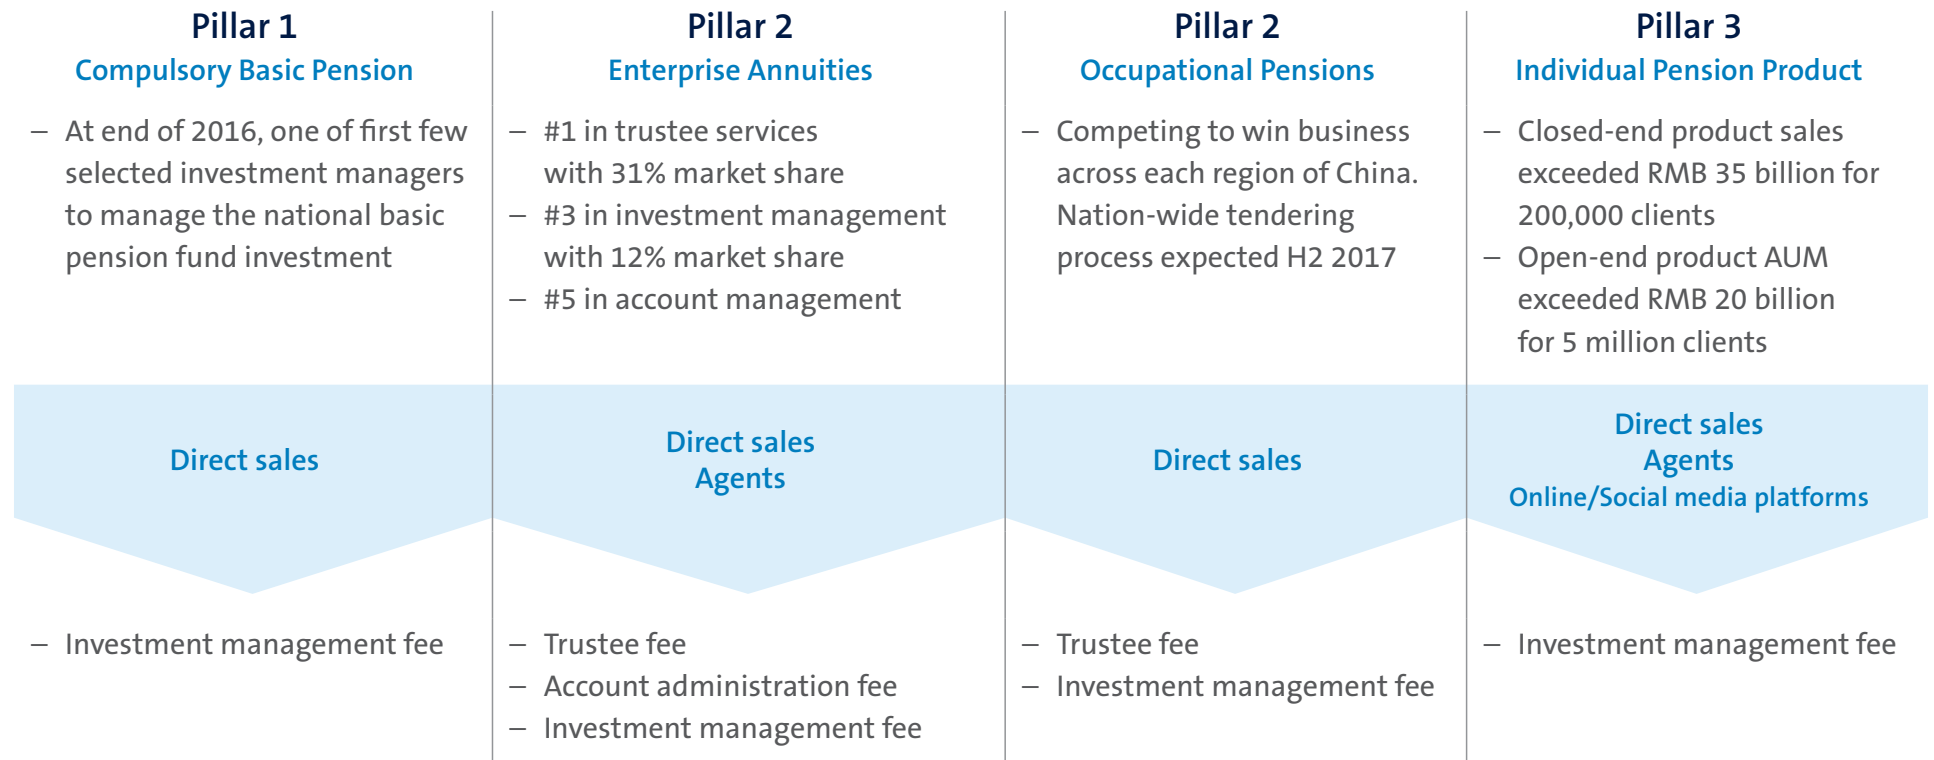 Pillar 1
Compulsory Basic Pension
– At end of 2016, one of first few
selected investment managers
to manage the national basic
pension fund investment
Direct sales
– Investment management fee
Pillar 2
Enterprise Annuities
– #1 in trustee services
with 31% market share
– #3 in investment management
with 12% market share
– #5 in account management
Direct sales
Agents
– Trustee fee
– Account administration fee
– Investment management fee
Pillar 2
Occupational Pensions
– Competing to win business
across each region of China.
Nation-wide tendering
process expected H2 2017
Direct sales
– Trustee fee
– Investment management fee
Pillar 3
Individual Pension Product
– Closed-end product sales
exceeded RMB 35 billion for
200,000 clients
– Open-end product AUM
exceeded RMB 20 billion
for 5 million clients
Direct sales
Agents
Online/Social media platforms
– Investment management fee